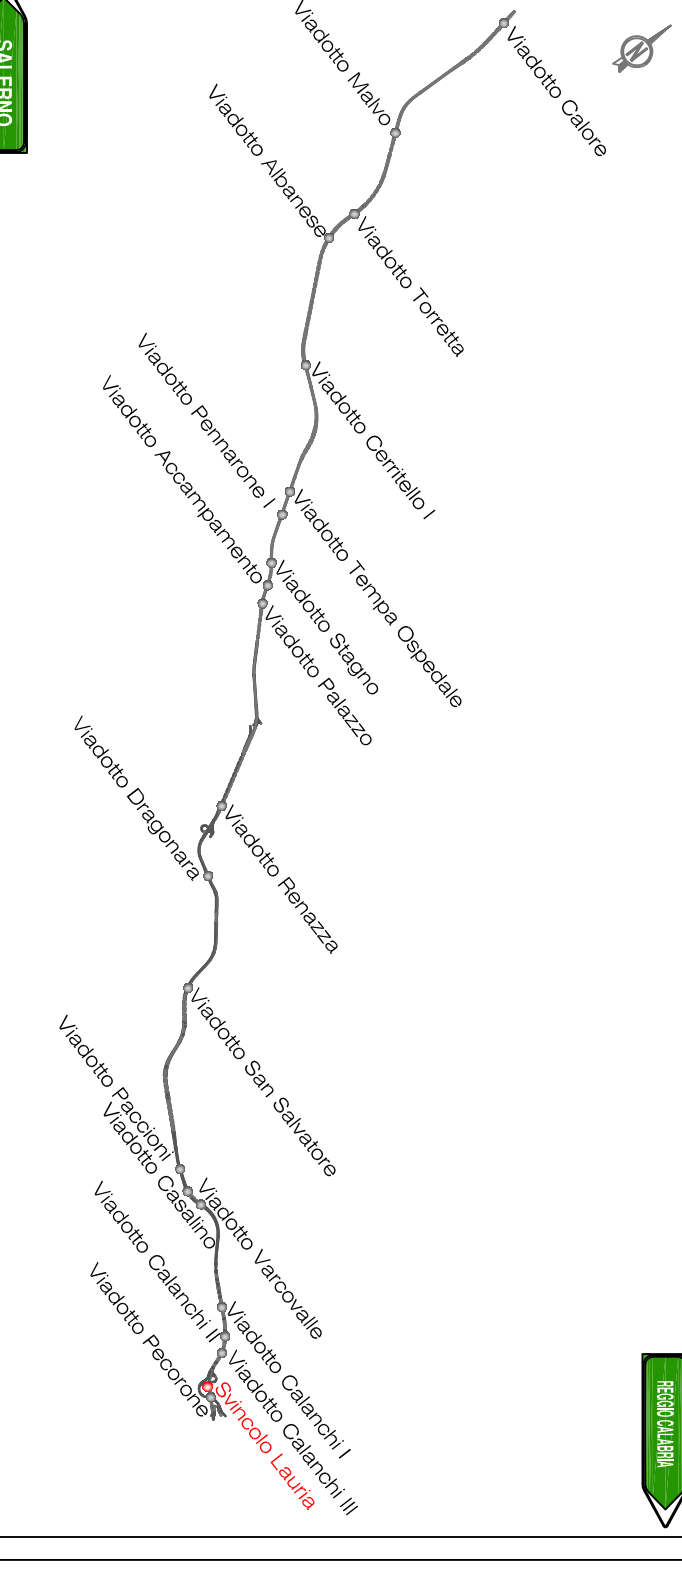 SALERNO
N
Viadotto Calore
Viadotto Malvo
Viadotto Torretta
Viadotto Albanese
Viadotto Cerritello I
Viadotto Tempa Ospedale
Viadotto Pennarone I
Viadotto Stagno
Viadotto Accampamento
Viadotto Palazzo
Viadotto Renazza
Viadotto Dragonara
Viadotto San Salvatore
Viadotto Paccioni
Viadotto Casalino
Viadotto Varcovalle
Viadotto Calanchi I
Viadotto Calanchi II
Viadotto Calanchi III
Svincolo Lauria
Viadotto Pecorone
REGGIO CALABRIA